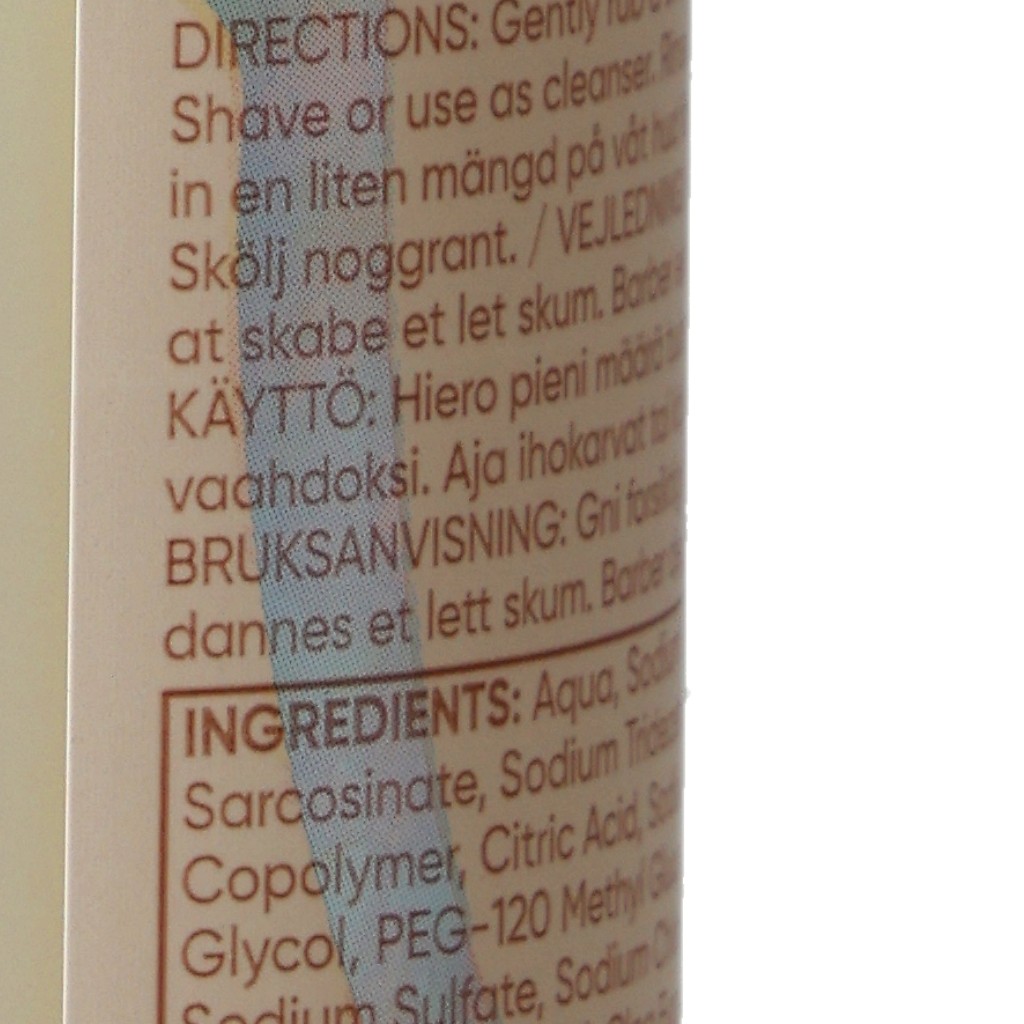 DIRECTIONS: Gently
Shave or use as cleanser.
in en liten mängd på våt
Skölj noggrant. / VEJLEDNING
at skabe et let skum. Barber
KÄYTTÖ: Hiero pieni määrä
vaahdoksi. Aja ihokarvat
BRUKSANVISNING: Gni
dannes et lett skum. Barber
INGREDIENTS: Aqua, Sodium
Sarcosinate, Sodium
Copolymer, Citric Acid,
Glycol, PEG-120 Methyl
Sodium Sulfate, Sodium